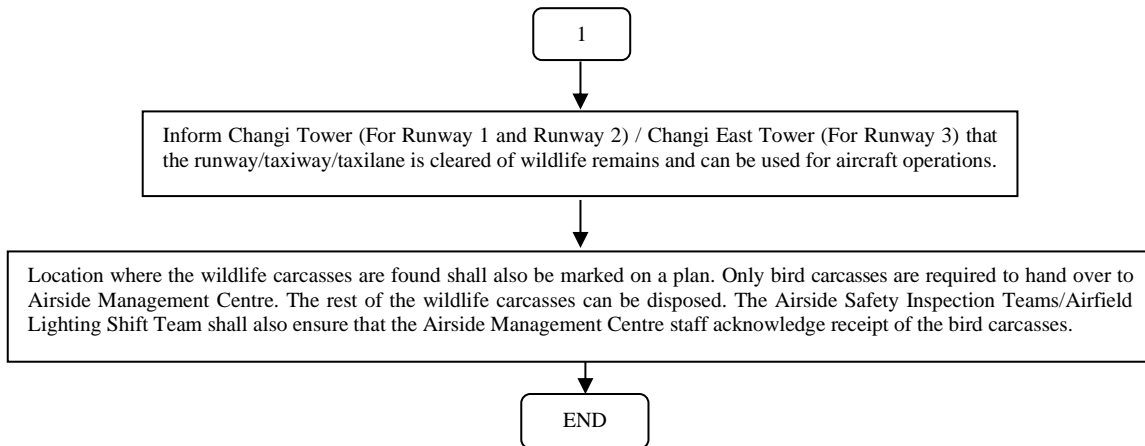 1
Inform Changi Tower (For Runway 1 and Runway 2) / Changi East Tower (For Runway 3) that
the runway/taxiway/taxilane is cleared of wildlife remains and can be used for aircraft operations.
Location where the wildlife carcasses are found shall also be marked on a plan. Only bird carcasses are required to hand over to
Airside Management Centre. The rest of the wildlife carcasses can be disposed. The Airside Safety Inspection Teams/Airfield
Lighting Shift Team shall also ensure that the Airside Management Centre staff acknowledge receipt of the bird carcasses.
END